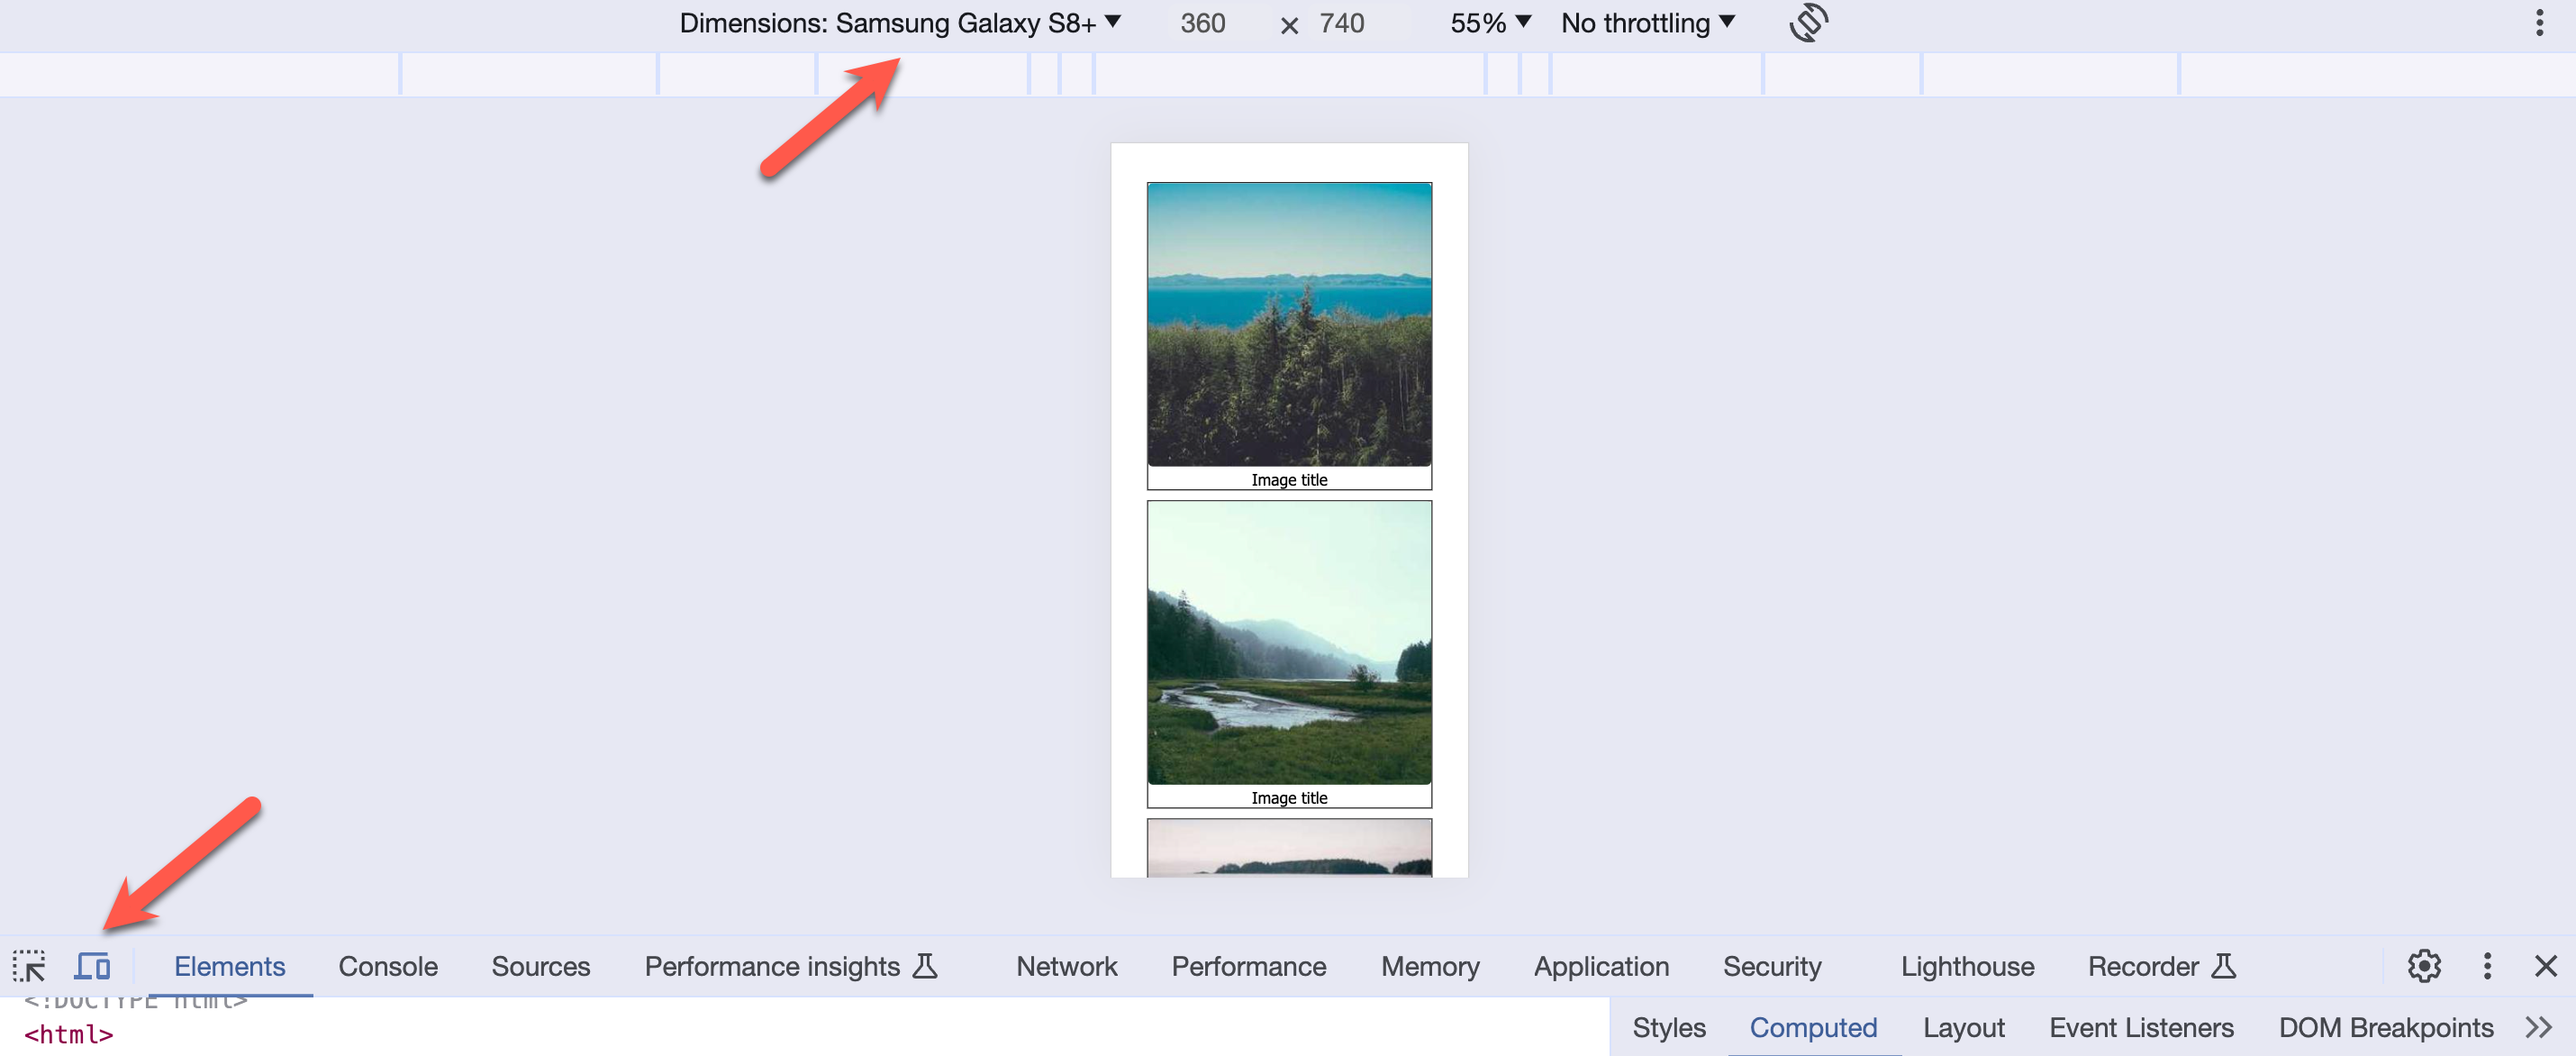 Dimensions: Samsung Galaxy S8+ 360 × 740 55% No throttling
Image title
Image title
Elements Console Sources Performance insights Network Performance Memory Application Security Lighthouse Recorder
<!DOCTYPE html>
<html>
Styles Computed Layout Event Listeners DOM Breakpoints